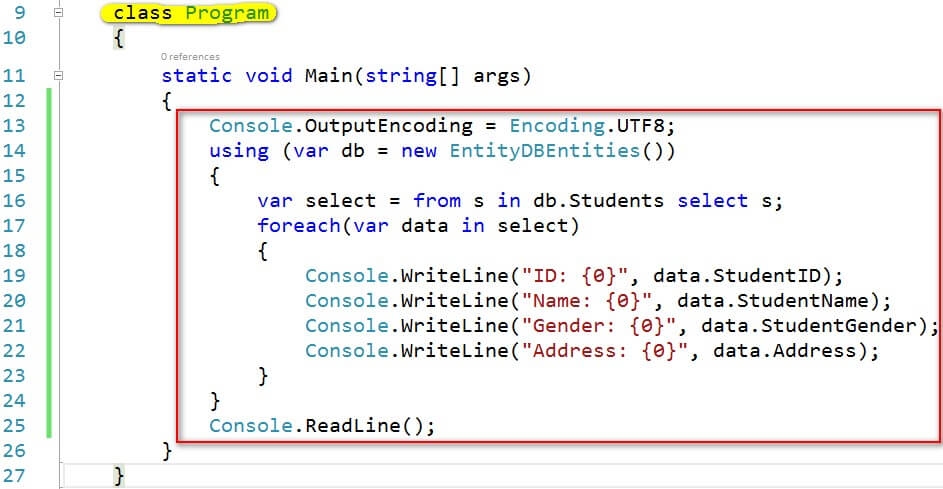 9 class Program
10 {
0 references
11 static void Main(string[] args)
12 {
13 Console.OutputEncoding = Encoding.UTF8;
14 using (var db = new EntityDBEntities())
15 {
16 var select = from s in db.Students select s;
17 foreach(var data in select)
18 {
19 Console.WriteLine("ID: {0}", data.StudentID);
20 Console.WriteLine("Name: {0}", data.StudentName);
21 Console.WriteLine("Gender: {0}", data.StudentGender);
22 Console.WriteLine("Address: {0}", data.Address);
23 }
24 }
25 Console.ReadLine();
26 }
27 }